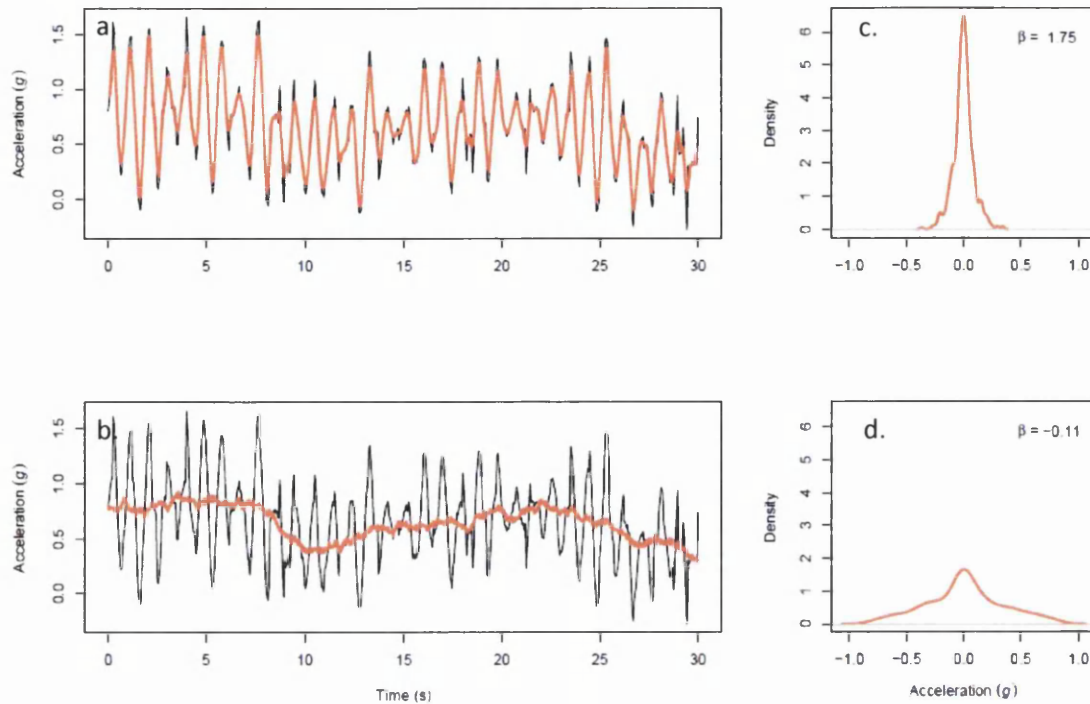 a.
Acceleration (g)
1.5
1.0
0.5
0.0
0 5 10 15 20 25 30
c.
β = 1.75
Density
6
5
4
3
2
1
0
−1.0 −0.5 0.0 0.5 1.0
b.
Acceleration (g)
1.5
1.0
0.5
0.0
0 5 10 15 20 25 30
Time (s)
d.
β = −0.11
Density
6
5
4
3
2
1
0
−1.0 −0.5 0.0 0.5 1.0
Acceleration (g)